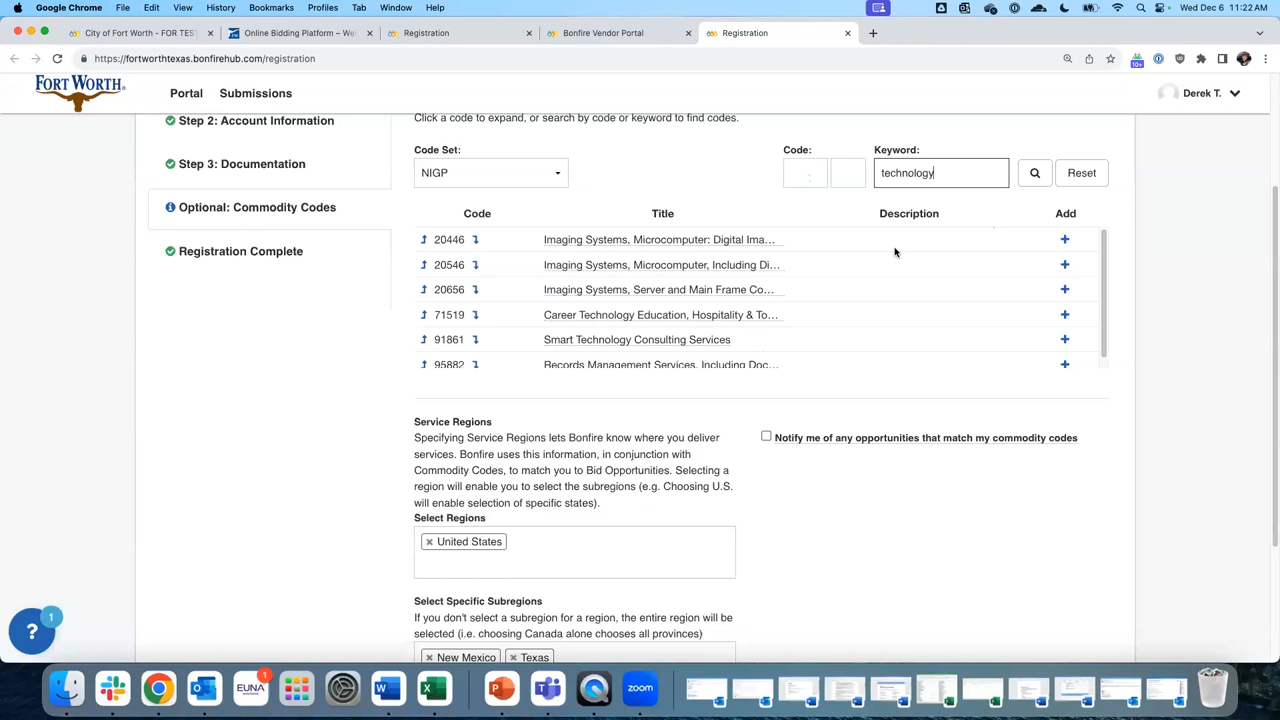 Google Chrome File Edit View History Bookmarks Profiles Tab Window Help Wed Dec 6 11:22 AM
City of Fort Worth - FOR TES Online Bidding Platform – We Registration Bonfire Vendor Portal Registration
https://fortworthtexas.bonfirehub.com/registration 10+
FORT WORTH. Portal Submissions Derek T.
Click a code to expand, or search by code or keyword to find codes.
Step 2: Account Information
Step 3: Documentation
Optional: Commodity Codes
Registration Complete
Code Set: Code: Keyword:
NIGP technology Reset
Code Title Description Add
20446 Imaging Systems, Microcomputer: Digital Ima…
20546 Imaging Systems, Microcomputer, Including Di…
20656 Imaging Systems, Server and Main Frame Co…
71519 Career Technology Education, Hospitality & To…
91861 Smart Technology Consulting Services
95882 Records Management Services, Including Doc…
Service Regions
Specifying Service Regions lets Bonfire know where you deliver
services. Bonfire uses this information, in conjunction with
Commodity Codes, to match you to Bid Opportunities. Selecting a
region will enable you to select the subregions (e.g. Choosing U.S.
will enable selection of specific states).
Notify me of any opportunities that match my commodity codes
Select Regions
United States
Select Specific Subregions
If you don't select a subregion for a region, the entire region will be
selected (i.e. choosing Canada alone chooses all provinces)
New Mexico Texas
? 1
EUNA 1 zoom